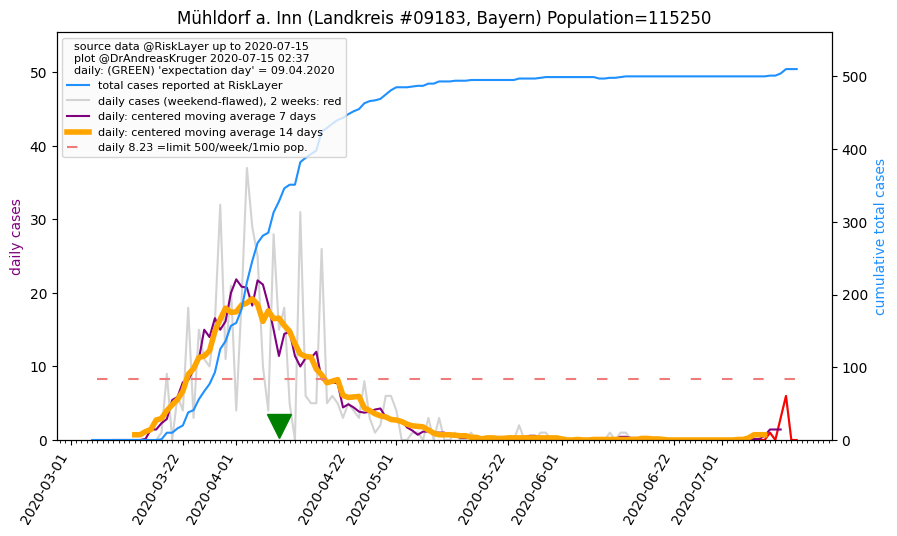 Mühldorf a. Inn (Landkreis #09183, Bayern) Population=115250
source data @RiskLayer up to 2020-07-15
plot @DrAndreasKruger 2020-07-15 02:37
daily: (GREEN) 'expectation day' = 09.04.2020
total cases reported at RiskLayer
daily cases (weekend-flawed), 2 weeks: red
daily: centered moving average 7 days
daily: centered moving average 14 days
daily 8.23 =limit 500/week/1mio pop.
daily cases
50
40
30
20
10
0
cumulative total cases
500
400
300
200
100
0
2020-03-01
2020-03-22
2020-04-01
2020-04-22
2020-05-01
2020-05-22
2020-06-01
2020-06-22
2020-07-01